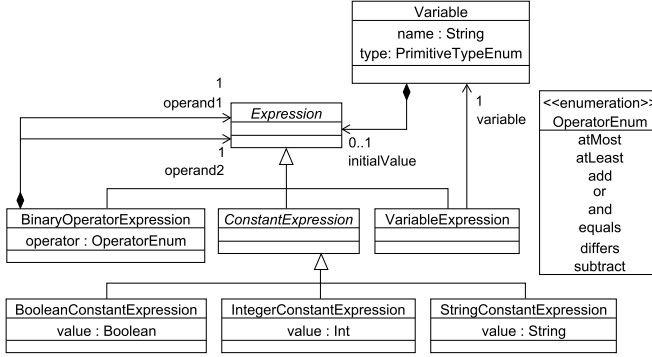 Variable
name : String
type: PrimitiveTypeEnum
1
operand1
Expression
1
operand2
0..1
initialValue
1
variable
<<enumeration>>
OperatorEnum
atMost
atLeast
add
or
and
equals
differs
subtract
BinaryOperatorExpression
operator : OperatorEnum
ConstantExpression
VariableExpression
BooleanConstantExpression
value : Boolean
IntegerConstantExpression
value : Int
StringConstantExpression
value : String